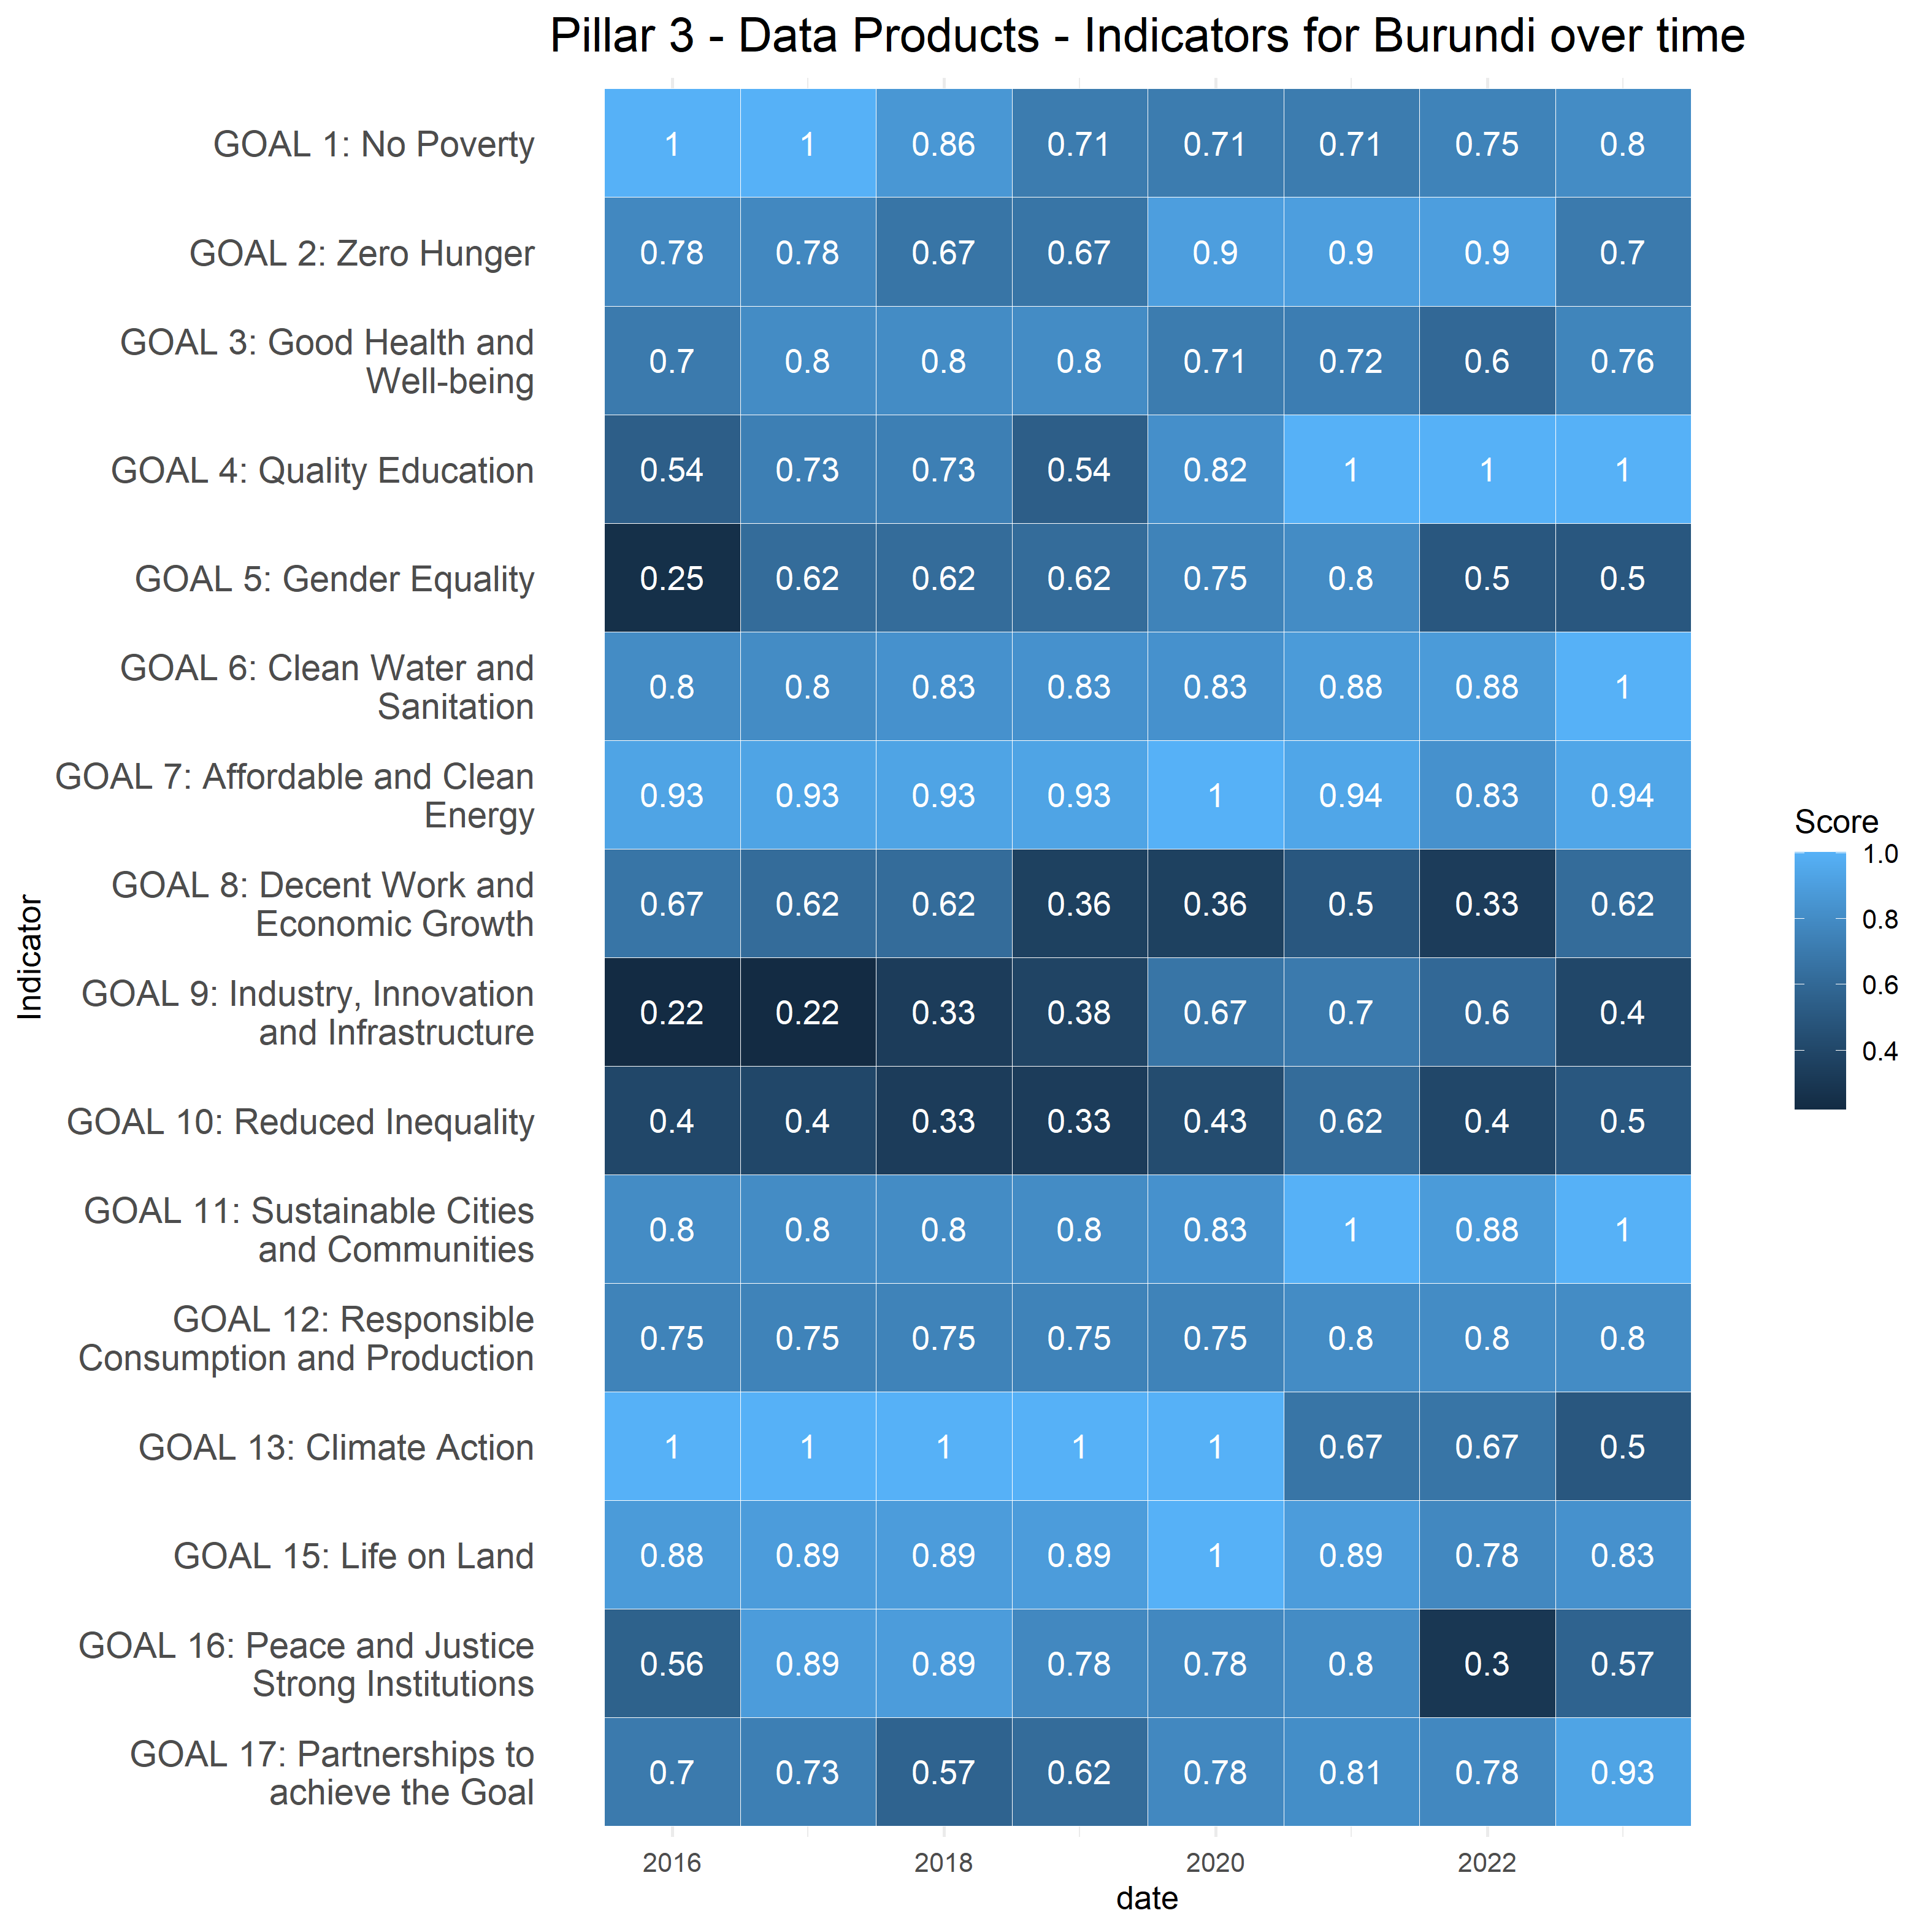 Pillar 3 - Data Products - Indicators for Burundi over time
GOAL 1: No Poverty 1 1 0.86 0.71 0.71 0.71 0.75 0.8
GOAL 2: Zero Hunger 0.78 0.78 0.67 0.67 0.9 0.9 0.9 0.7
GOAL 3: Good Health and
Well-being
0.7 0.8 0.8 0.8 0.71 0.72 0.6 0.76
GOAL 4: Quality Education 0.54 0.73 0.73 0.54 0.82 1 1 1
GOAL 5: Gender Equality 0.25 0.62 0.62 0.62 0.75 0.8 0.5 0.5
GOAL 6: Clean Water and
Sanitation
0.8 0.8 0.83 0.83 0.83 0.88 0.88 1
GOAL 7: Affordable and Clean
Energy
0.93 0.93 0.93 0.93 1 0.94 0.83 0.94
GOAL 8: Decent Work and
Economic Growth
0.67 0.62 0.62 0.36 0.36 0.5 0.33 0.62
GOAL 9: Industry, Innovation
and Infrastructure
0.22 0.22 0.33 0.38 0.67 0.7 0.6 0.4
GOAL 10: Reduced Inequality 0.4 0.4 0.33 0.33 0.43 0.62 0.4 0.5
GOAL 11: Sustainable Cities
and Communities
0.8 0.8 0.8 0.8 0.83 1 0.88 1
GOAL 12: Responsible
Consumption and Production
0.75 0.75 0.75 0.75 0.75 0.8 0.8 0.8
GOAL 13: Climate Action 1 1 1 1 1 0.67 0.67 0.5
GOAL 15: Life on Land 0.88 0.89 0.89 0.89 1 0.89 0.78 0.83
GOAL 16: Peace and Justice
Strong Institutions
0.56 0.89 0.89 0.78 0.78 0.8 0.3 0.57
GOAL 17: Partnerships to
achieve the Goal
0.7 0.73 0.57 0.62 0.78 0.81 0.78 0.93
2016 2018 2020 2022
date
Indicator
Score
1.0
0.8
0.6
0.4